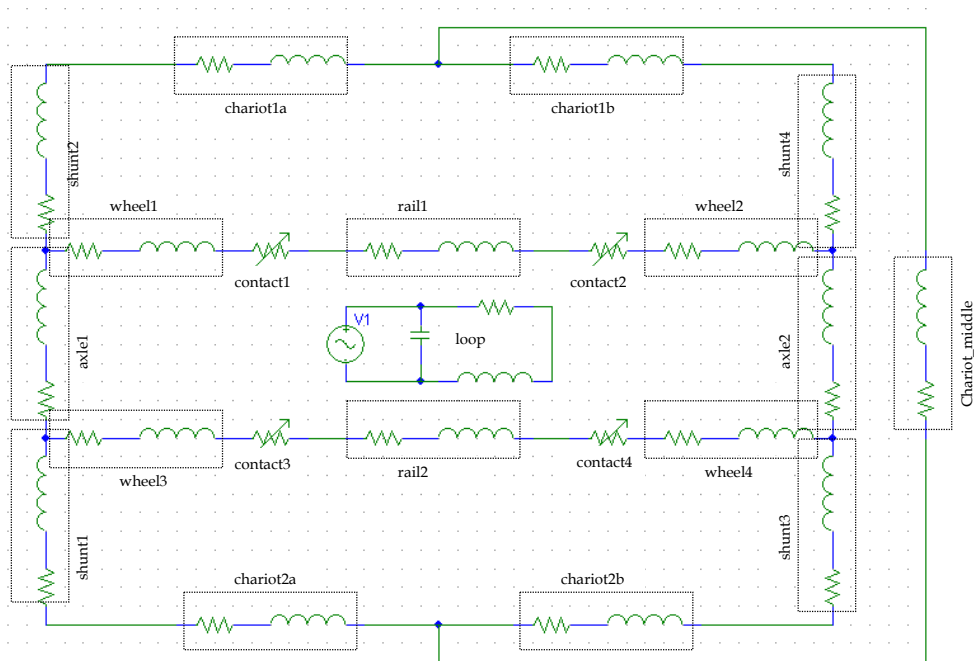 chariot1a
chariot1b
shunt2
shunt4
wheel1
rail1
wheel2
contact1
contact2
axle1
V1
loop
axle2
Chariot_middle
wheel3
contact3
rail2
contact4
wheel4
shunt1
shunt3
chariot2a
chariot2b